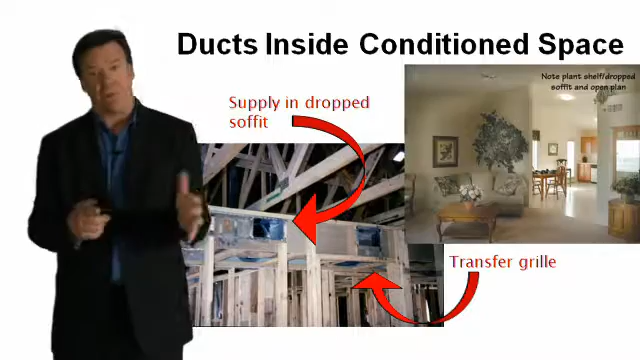 Ducts Inside Conditioned Space
Note plant shelf/dropped
soffit and open plan
Supply in dropped
soffit
Transfer grille